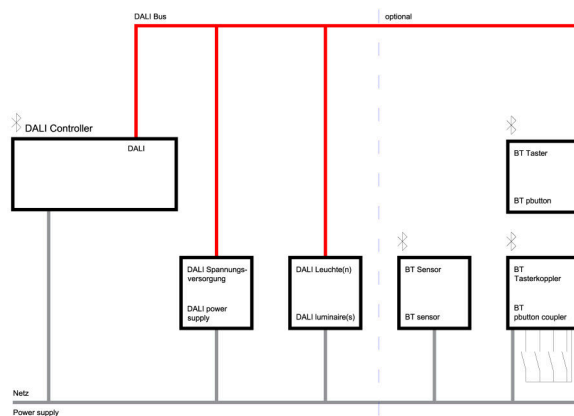 DALI Bus
optional
DALI Controller
DALI
BT Taster
BT pbutton
DALI Spannungs-
versorgung
DALI power
supply
DALI Leuchte(n)
DALI luminaire(s)
BT Sensor
BT sensor
BT
Tasterkoppler
BT
pbutton coupler
Netz
Power supply